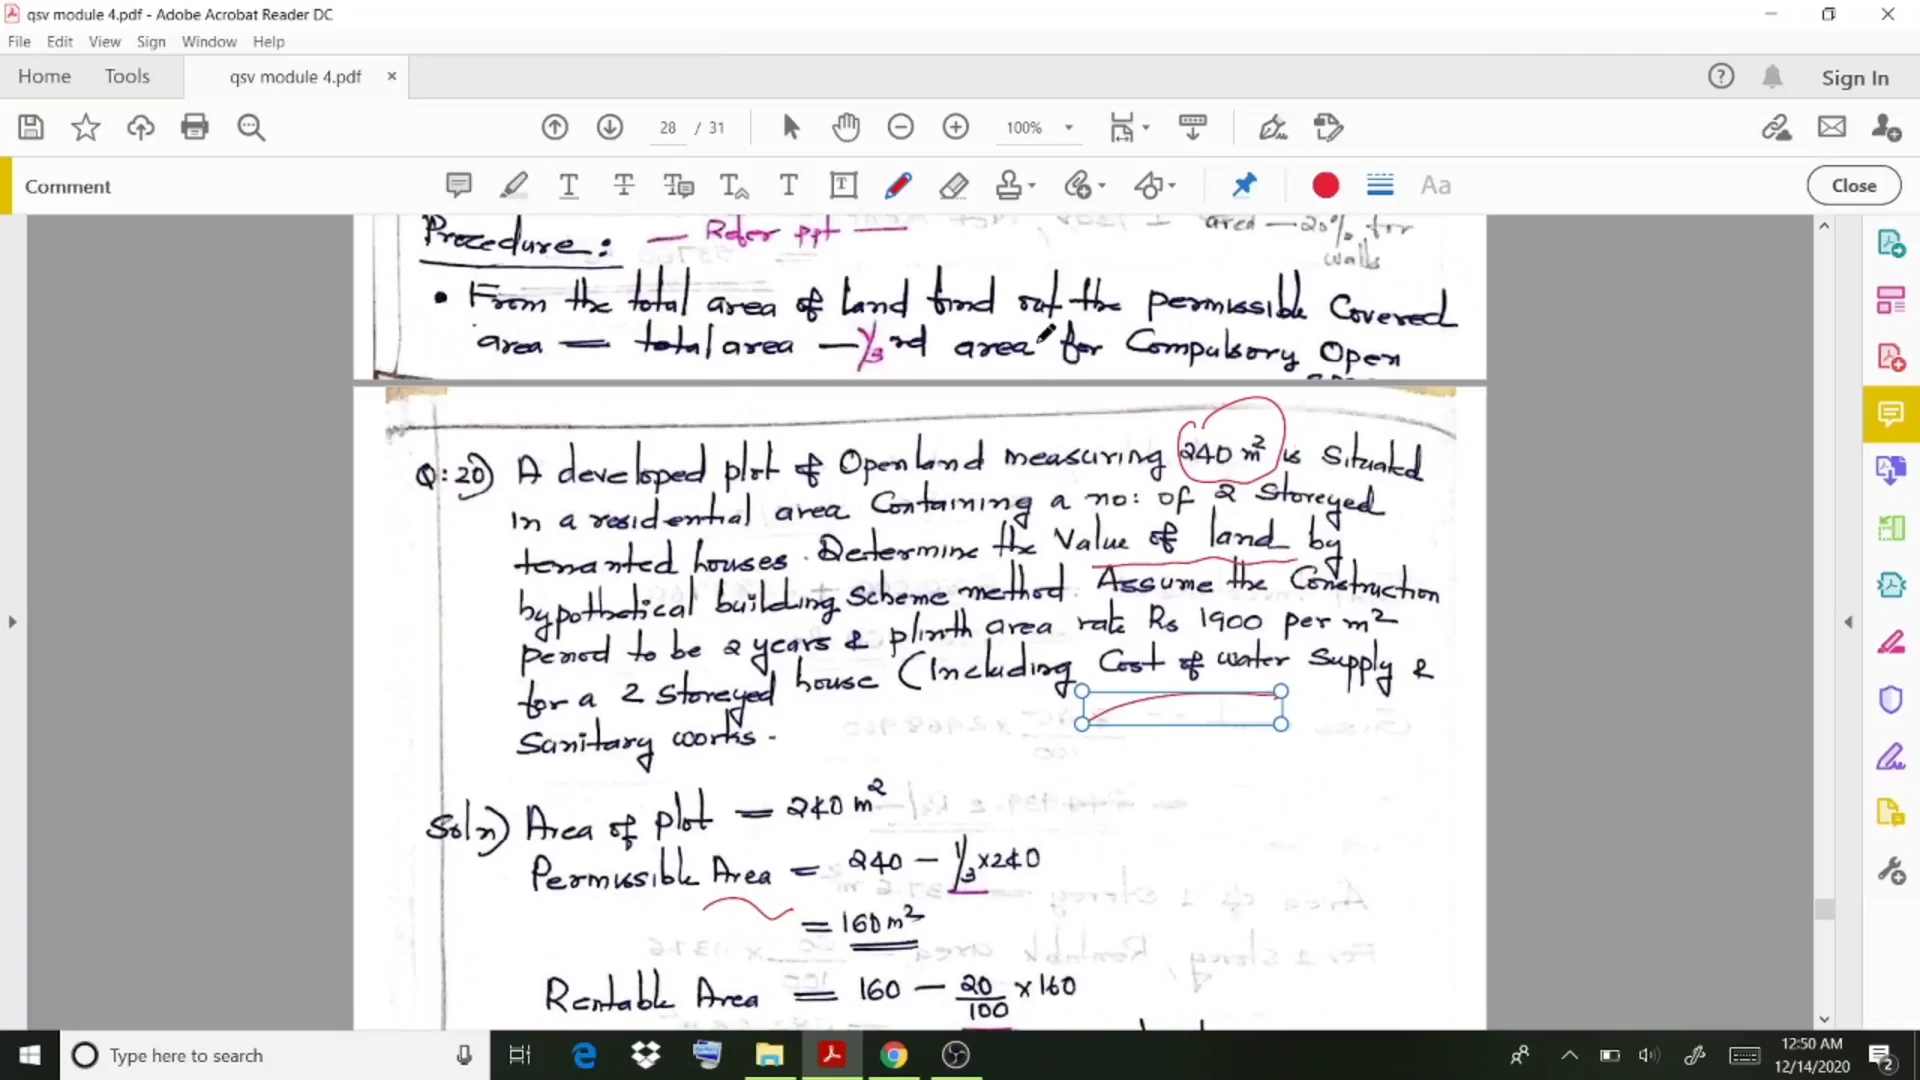 qsv module 4.pdf - Adobe Acrobat Reader DC
File Edit View Sign Window Help
Home Tools qsv module 4.pdf × Sign In
28 / 31 100%
Comment Close
Procedure: — Refer ppt — area — 20% for
walls
• From the total area of land find out the permissible Covered
area = total area — 1/3 rd area for Compulsory Open
Q:20) A developed plot of Open land measuring 240 m² is Situated
in a residential area Containing a no: of 2 Storeyed
tenanted houses. Determine the Value of land by
hypothetical building Scheme method. Assume the Construction
period to be 2 years & plinth area rate Rs 1900 per m²
for a 2 Storeyed house (Including Cost of water Supply &
Sanitary works.
Soln) Area of plot = 240 m²
Permissible Area = 240 - 1/3 x 240
= 160 m²
Rentable Area = 160 - 20/100 x 160
Type here to search
12:50 AM
12/14/2020
2